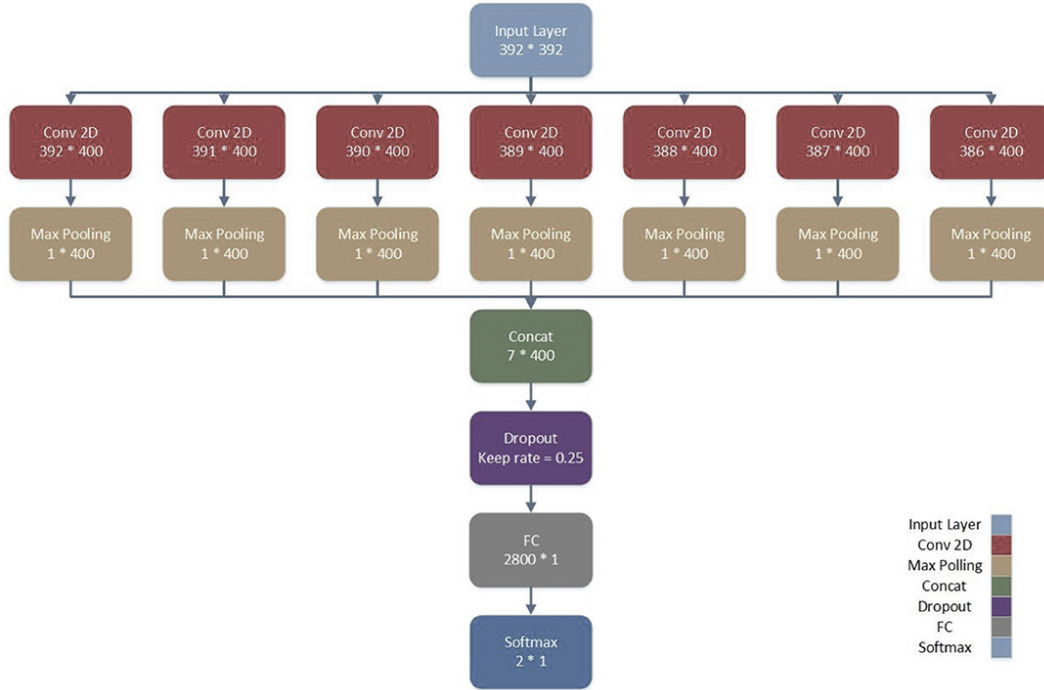 Input Layer
392 * 392
Conv 2D
392 * 400
Conv 2D
391 * 400
Conv 2D
390 * 400
Conv 2D
389 * 400
Conv 2D
388 * 400
Conv 2D
387 * 400
Conv 2D
386 * 400
Max Pooling
1 * 400
Max Pooling
1 * 400
Max Pooling
1 * 400
Max Pooling
1 * 400
Max Pooling
1 * 400
Max Pooling
1 * 400
Max Pooling
1 * 400
Concat
7 * 400
Dropout
Keep rate = 0.25
FC
2800 * 1
Softmax
2 * 1
Input Layer
Conv 2D
Max Polling
Concat
Dropout
FC
Softmax